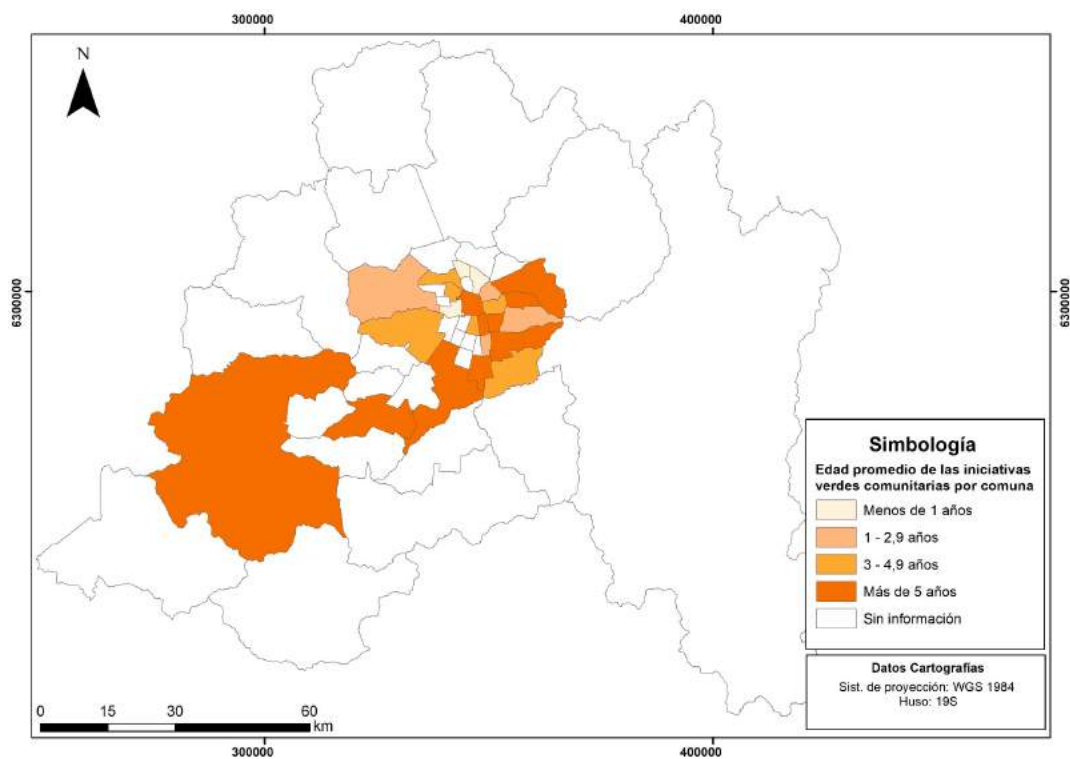 300000
400000
N
6300000
6300000
Simbología
Edad promedio de las iniciativas
verdes comunitarias por comuna
Menos de 1 años
1 - 2,9 años
3 - 4,9 años
Más de 5 años
Sin información
Datos Cartografías
Sist. de proyección: WGS 1984
Huso: 19S
0 15 30 60
km
300000
400000